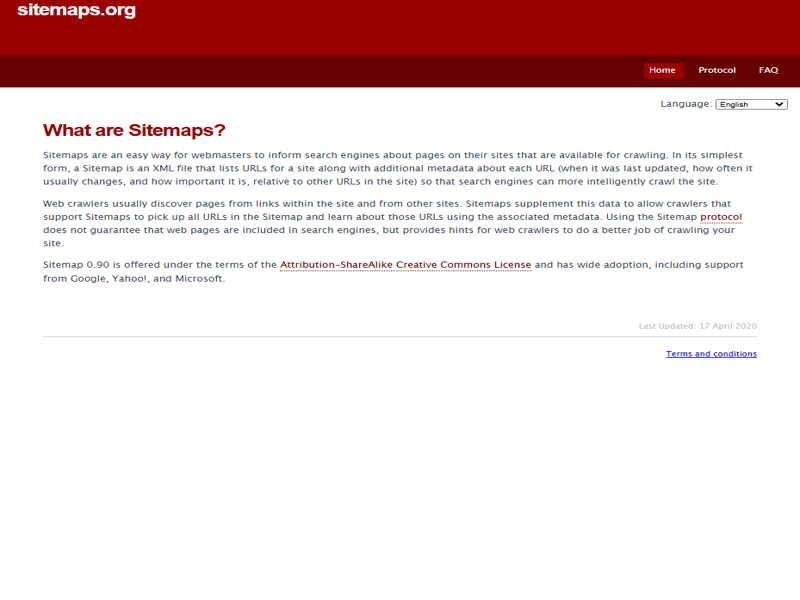 sitemaps.org
Home Protocol FAQ
Language: English
What are Sitemaps?
Sitemaps are an easy way for webmasters to inform search engines about pages on their sites that are available for crawling. In its simplest
form, a Sitemap is an XML file that lists URLs for a site along with additional metadata about each URL (when it was last updated, how often it
usually changes, and how important it is, relative to other URLs in the site) so that search engines can more intelligently crawl the site.
Web crawlers usually discover pages from links within the site and from other sites. Sitemaps supplement this data to allow crawlers that
support Sitemaps to pick up all URLs in the Sitemap and learn about those URLs using the associated metadata. Using the Sitemap protocol
does not guarantee that web pages are included in search engines, but provides hints for web crawlers to do a better job of crawling your
site.
Sitemap 0.90 is offered under the terms of the Attribution-ShareAlike Creative Commons License and has wide adoption, including support
from Google, Yahoo!, and Microsoft.
Last Updated: 17 April 2020
Terms and conditions